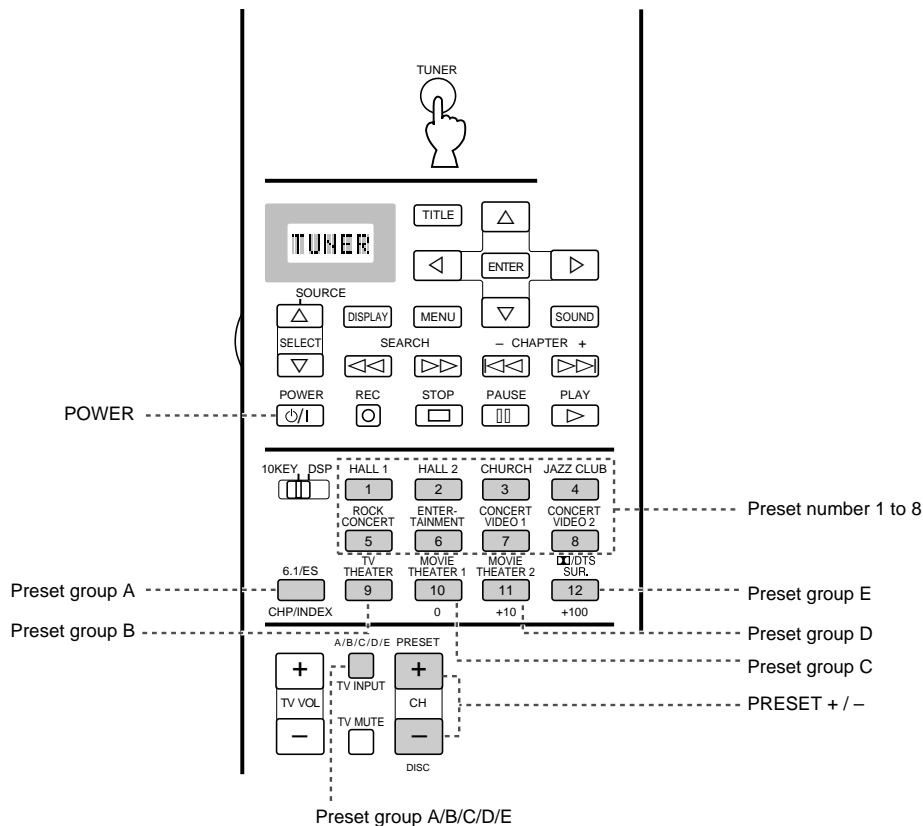 TUNER
TUNER
TITLE
ENTER
SOURCE
DISPLAY
MENU
SOUND
SELECT
SEARCH
– CHAPTER +
POWER
REC
STOP
PAUSE
PLAY
POWER
10KEY DSP
HALL 1
HALL 2
CHURCH
JAZZ CLUB
1
2
3
4
ROCK CONCERT
ENTER-TAINMENT
CONCERT VIDEO 1
CONCERT VIDEO 2
Preset number 1 to 8
5
6
7
8
6.1/ES
TV THEATER
MOVIE THEATER 1
MOVIE THEATER 2
/DTS SUR.
Preset group A
9
10
11
12
Preset group E
CHP/INDEX
0
+10
+100
Preset group B
Preset group D
A/B/C/D/E
PRESET
Preset group C
+
TV INPUT
+
TV VOL
CH
PRESET + / –
TV MUTE
–
–
DISC
Preset group A/B/C/D/E